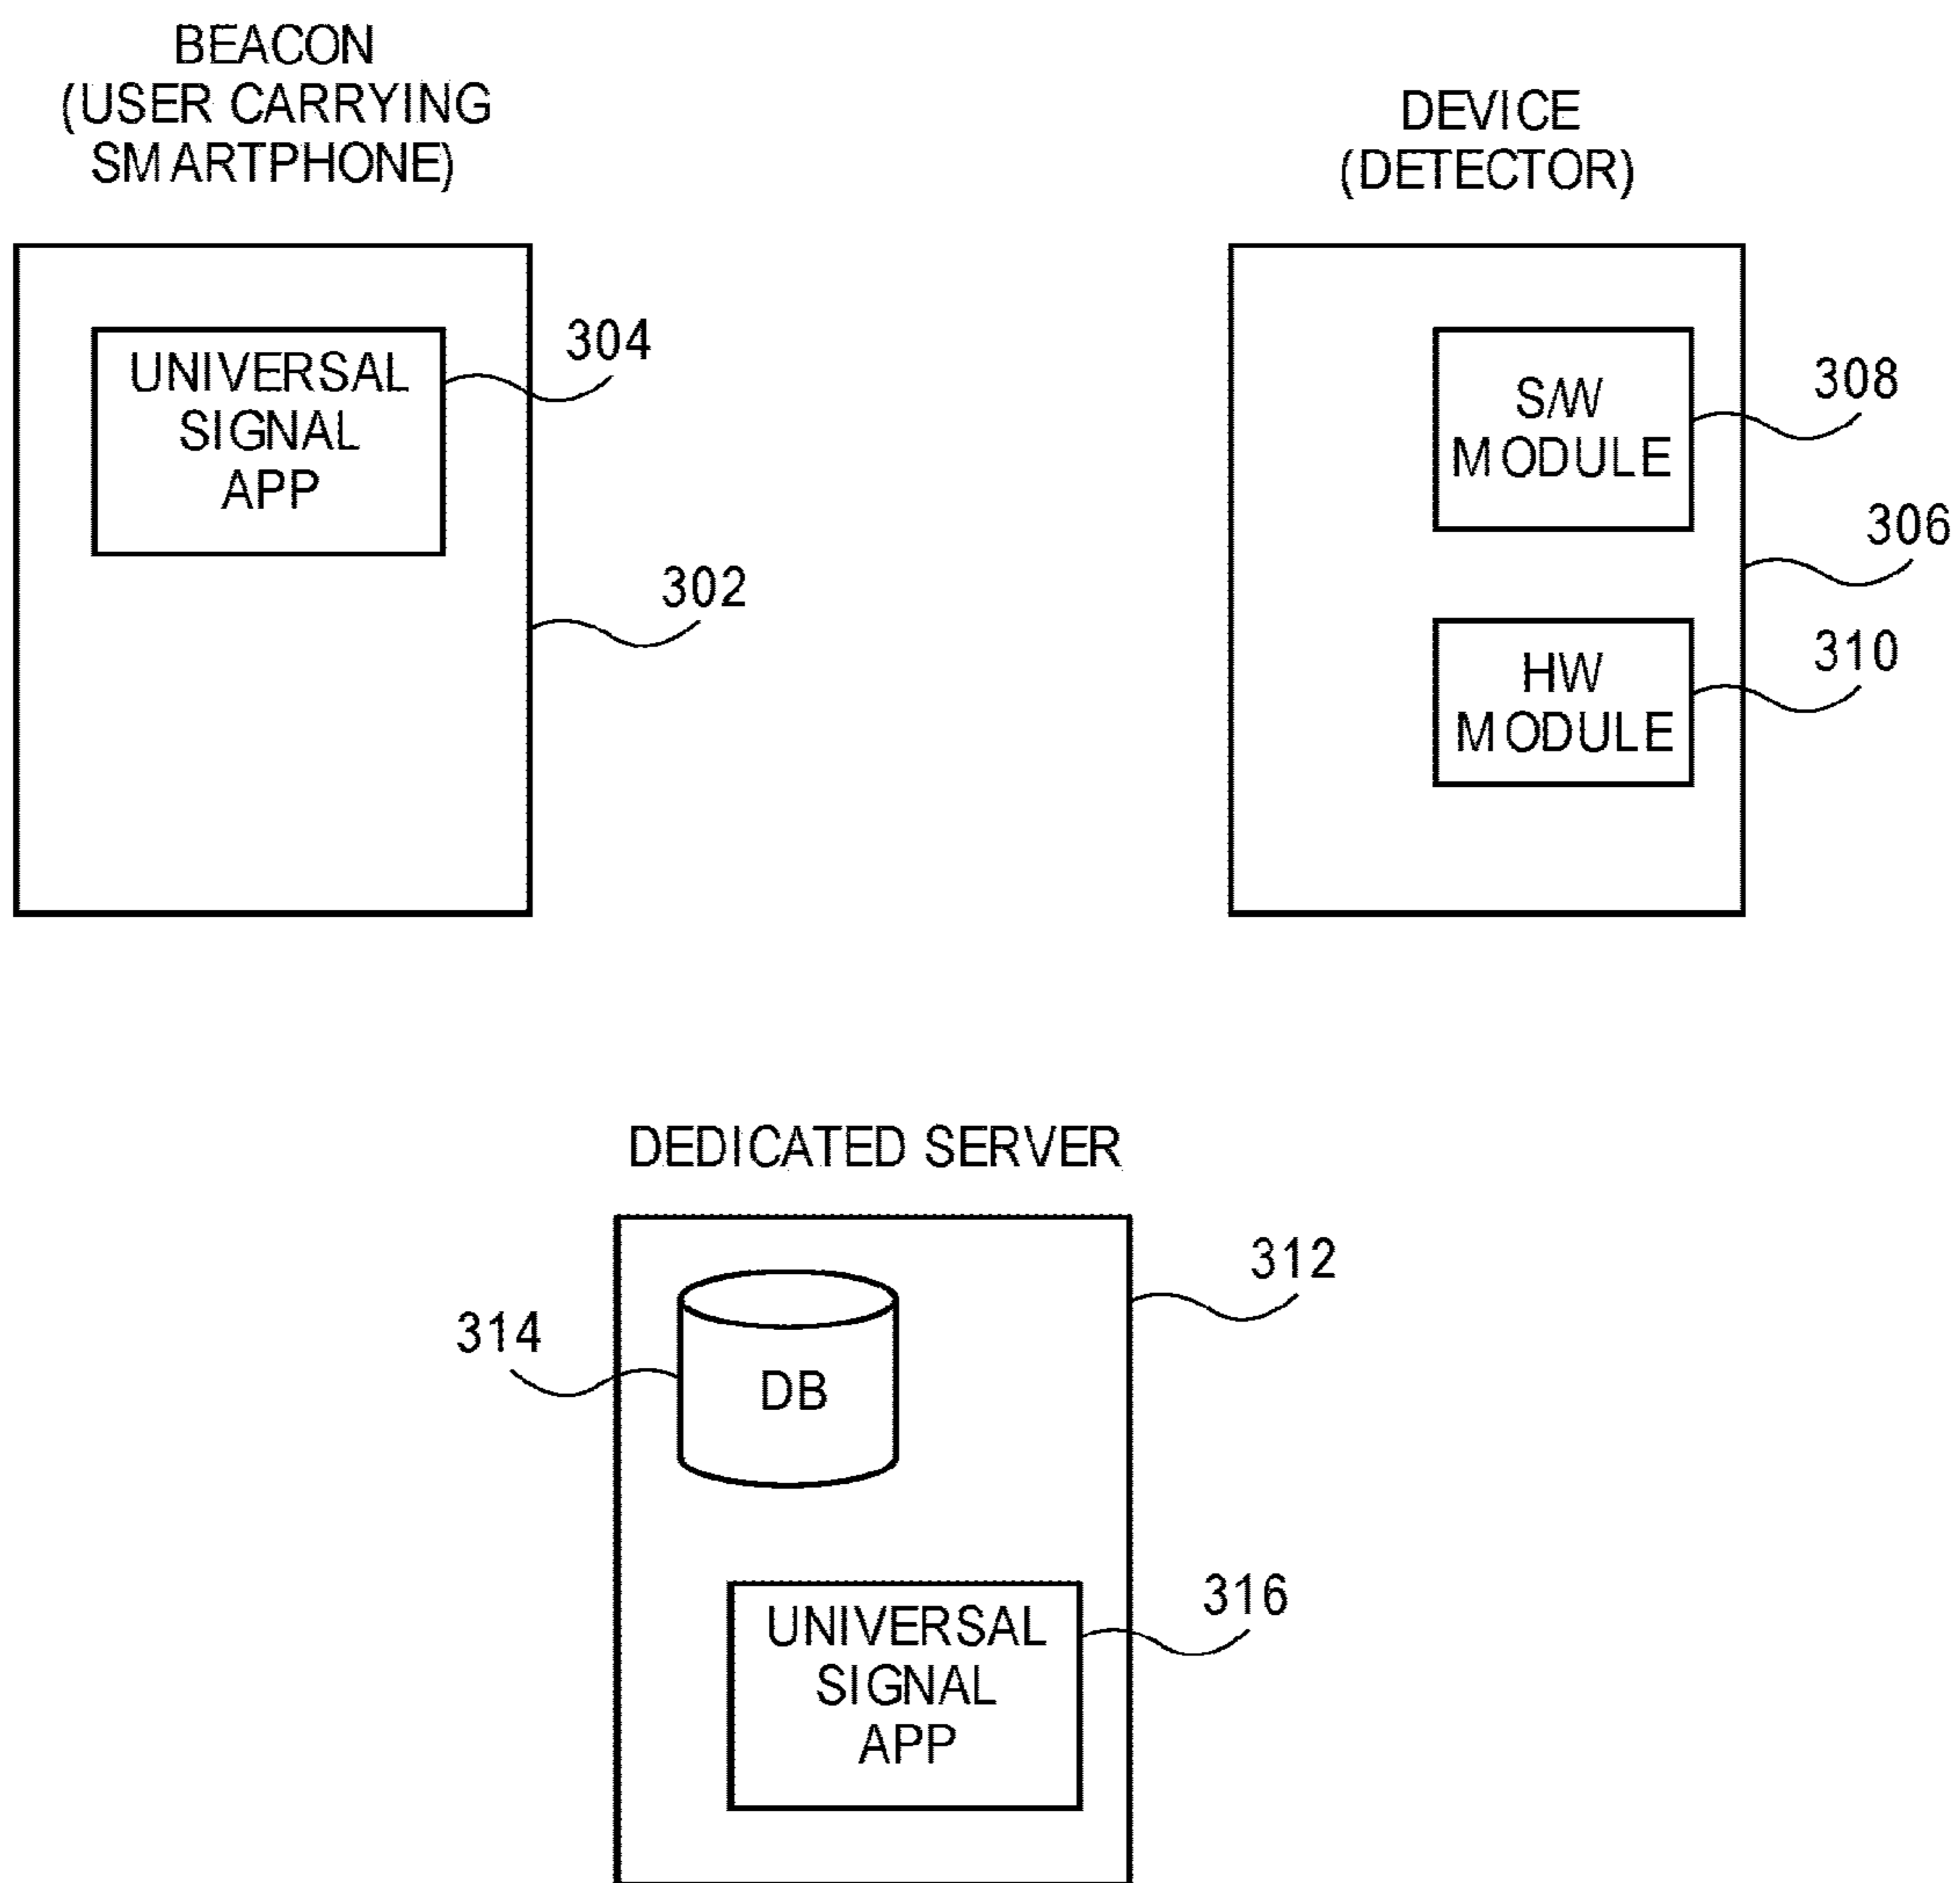 BEACON
(USER CARRYING
SMARTPHONE)
DEVICE
(DETECTOR)
UNIVERSAL
SIGNAL
APP
304
302
S/W
MODULE
308
306
HW
MODULE
310
DEDICATED SERVER
312
314
DB
UNIVERSAL
SIGNAL
APP
316